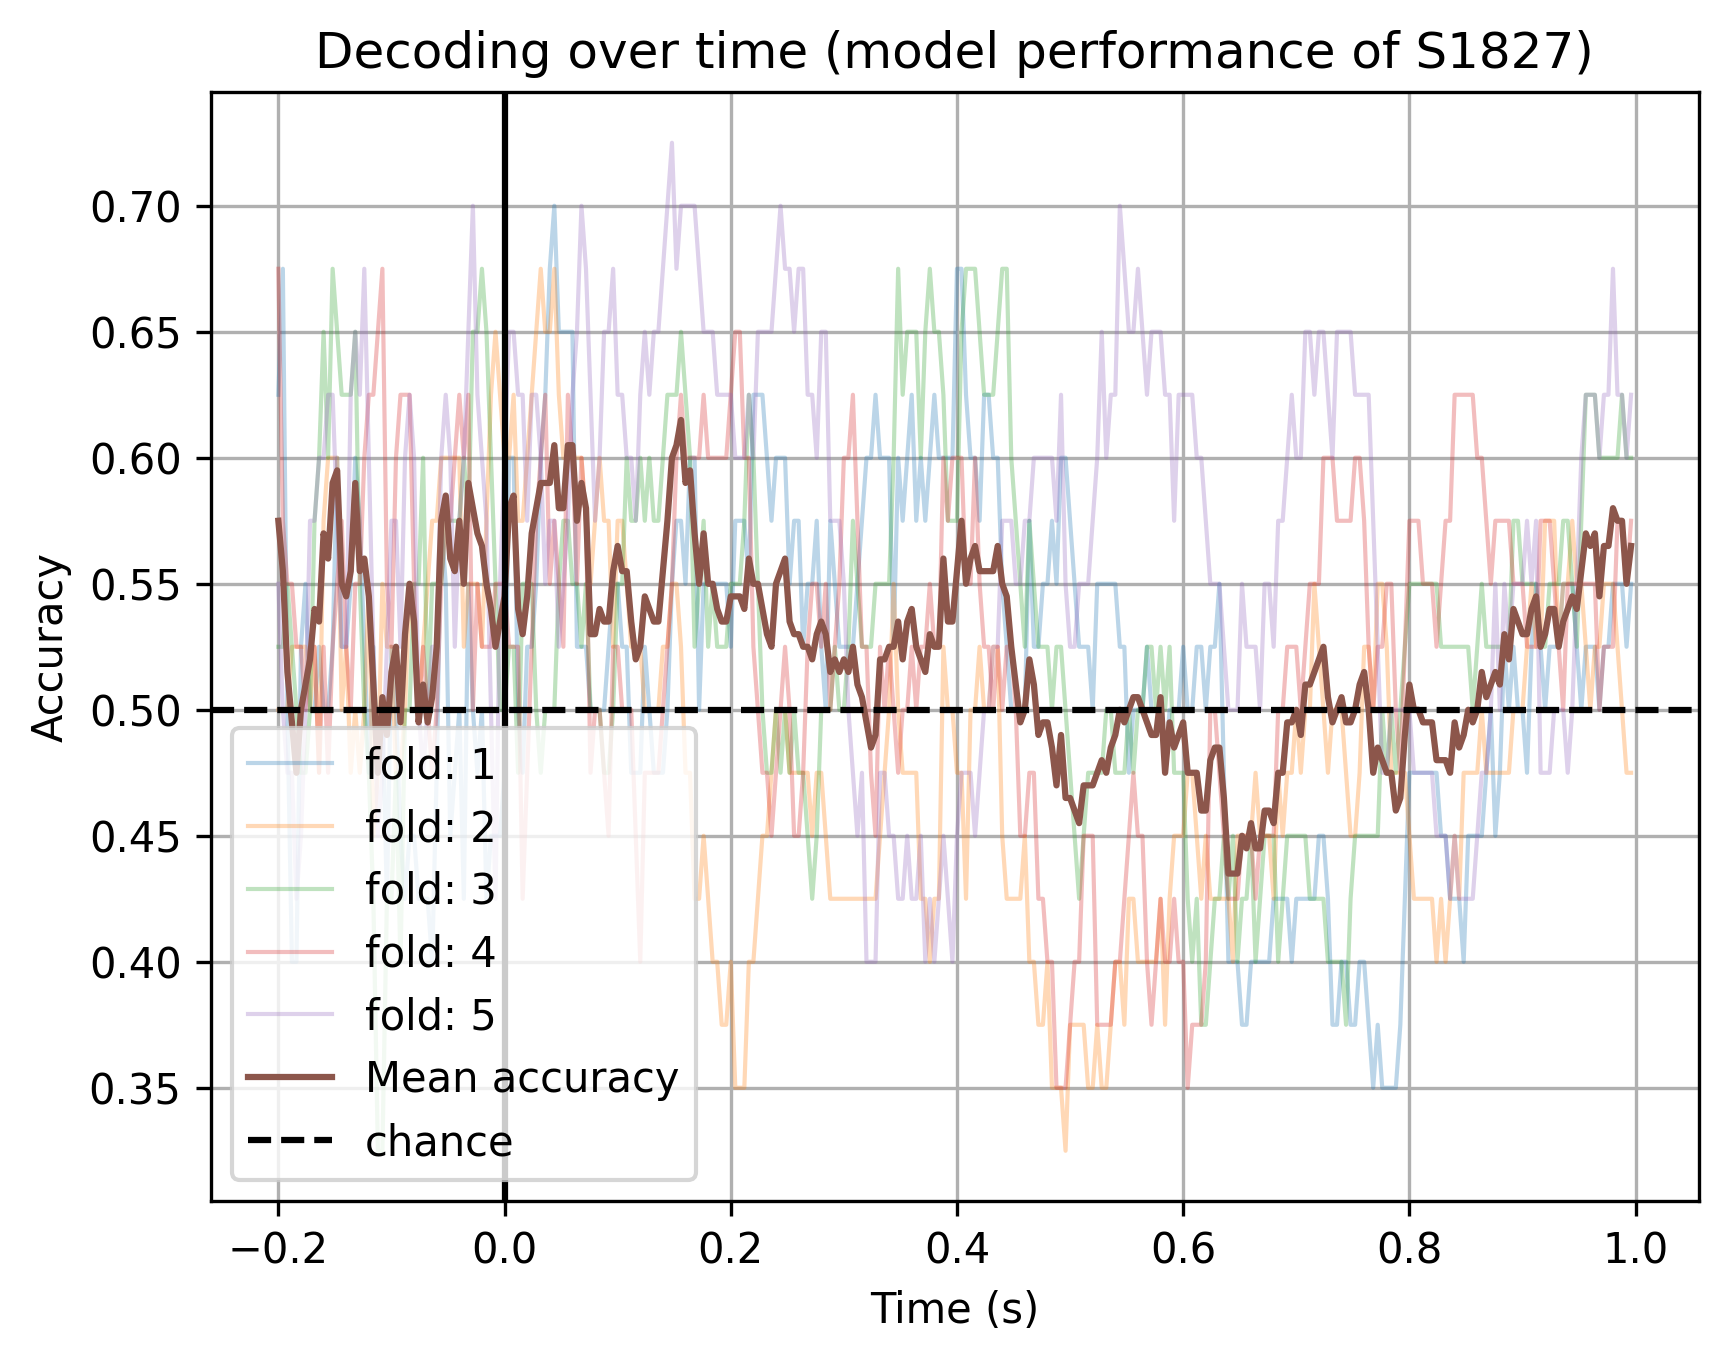 Decoding over time (model performance of S1827)
Accuracy
0.70
0.65
0.60
0.55
0.50
0.45
0.40
0.35
fold: 1
fold: 2
fold: 3
fold: 4
fold: 5
Mean accuracy
chance
−0.2 0.0 0.2 0.4 0.6 0.8 1.0
Time (s)